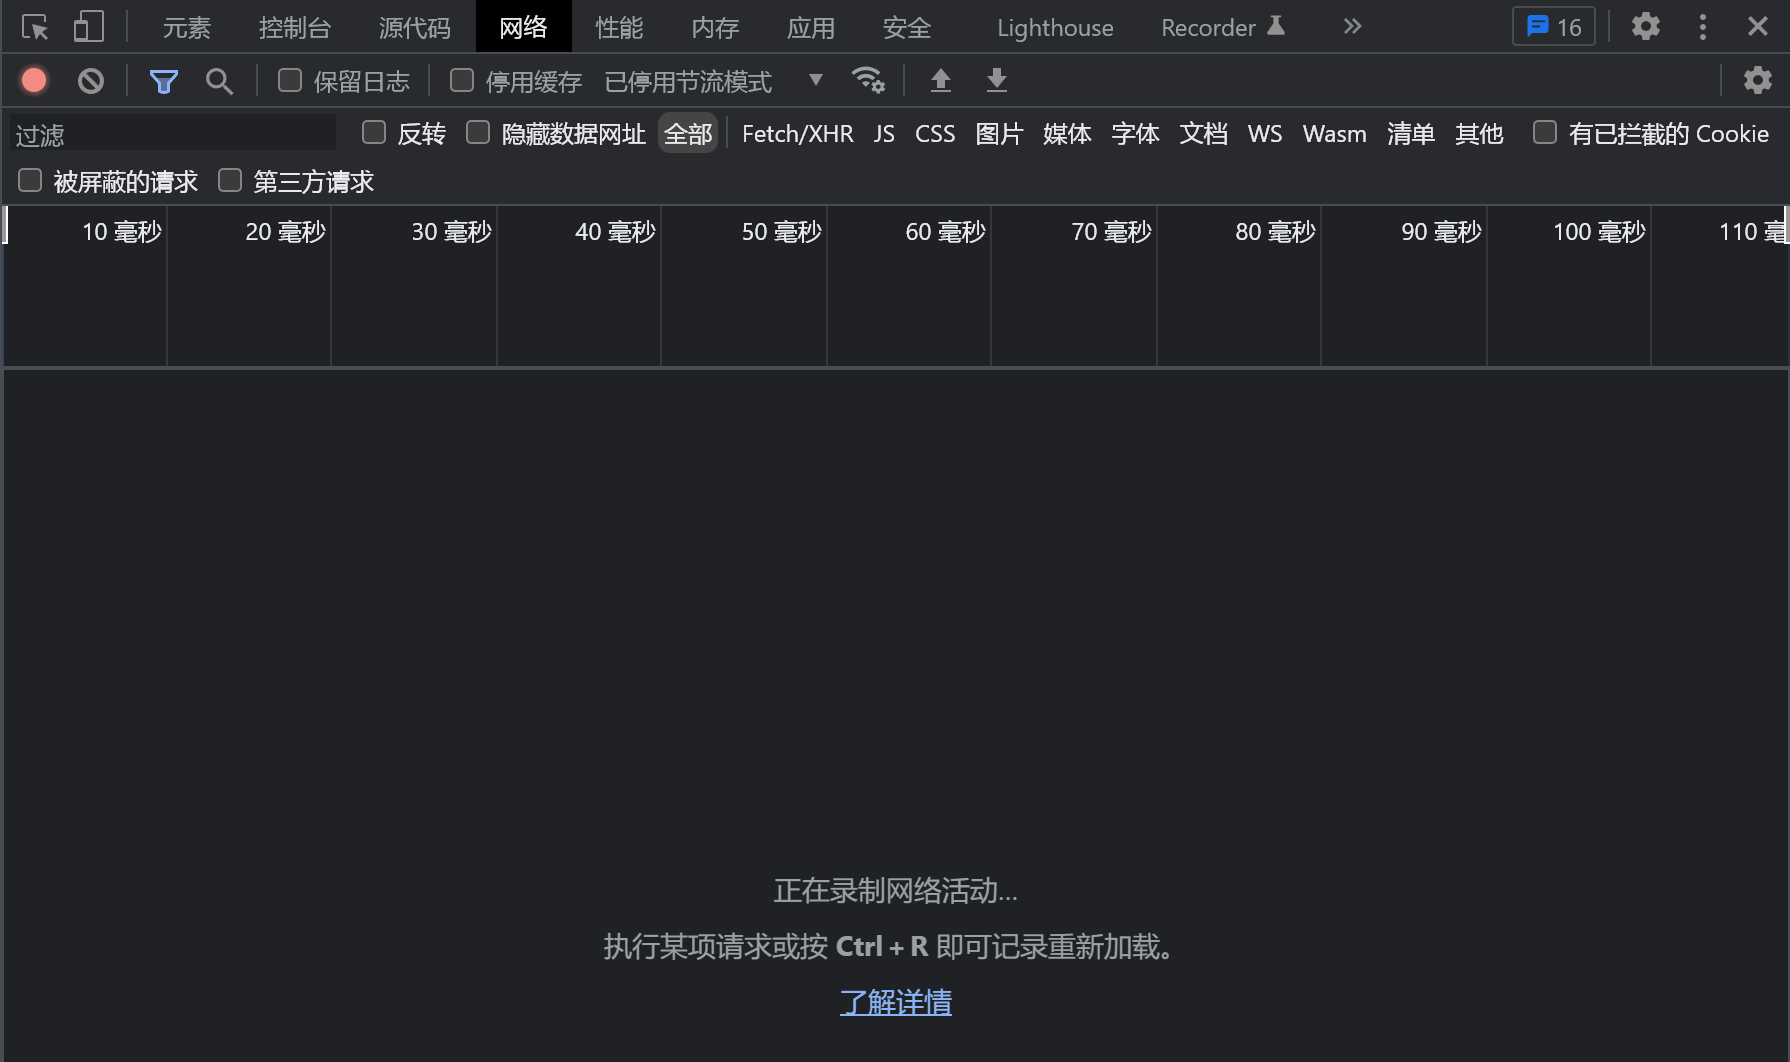 元素 控制台 源代码 网络 性能 内存 应用 安全 Lighthouse Recorder 16
保留日志 停用缓存 已停用节流模式
过滤 反转 隐藏数据网址 全部 Fetch/XHR JS CSS 图片 媒体 字体 文档 WS Wasm 清单 其他 有已拦截的 Cookie
被屏蔽的请求 第三方请求
10 毫秒 20 毫秒 30 毫秒 40 毫秒 50 毫秒 60 毫秒 70 毫秒 80 毫秒 90 毫秒 100 毫秒 110 毫
正在录制网络活动...
执行某项请求或按 Ctrl + R 即可记录重新加载。
了解详情